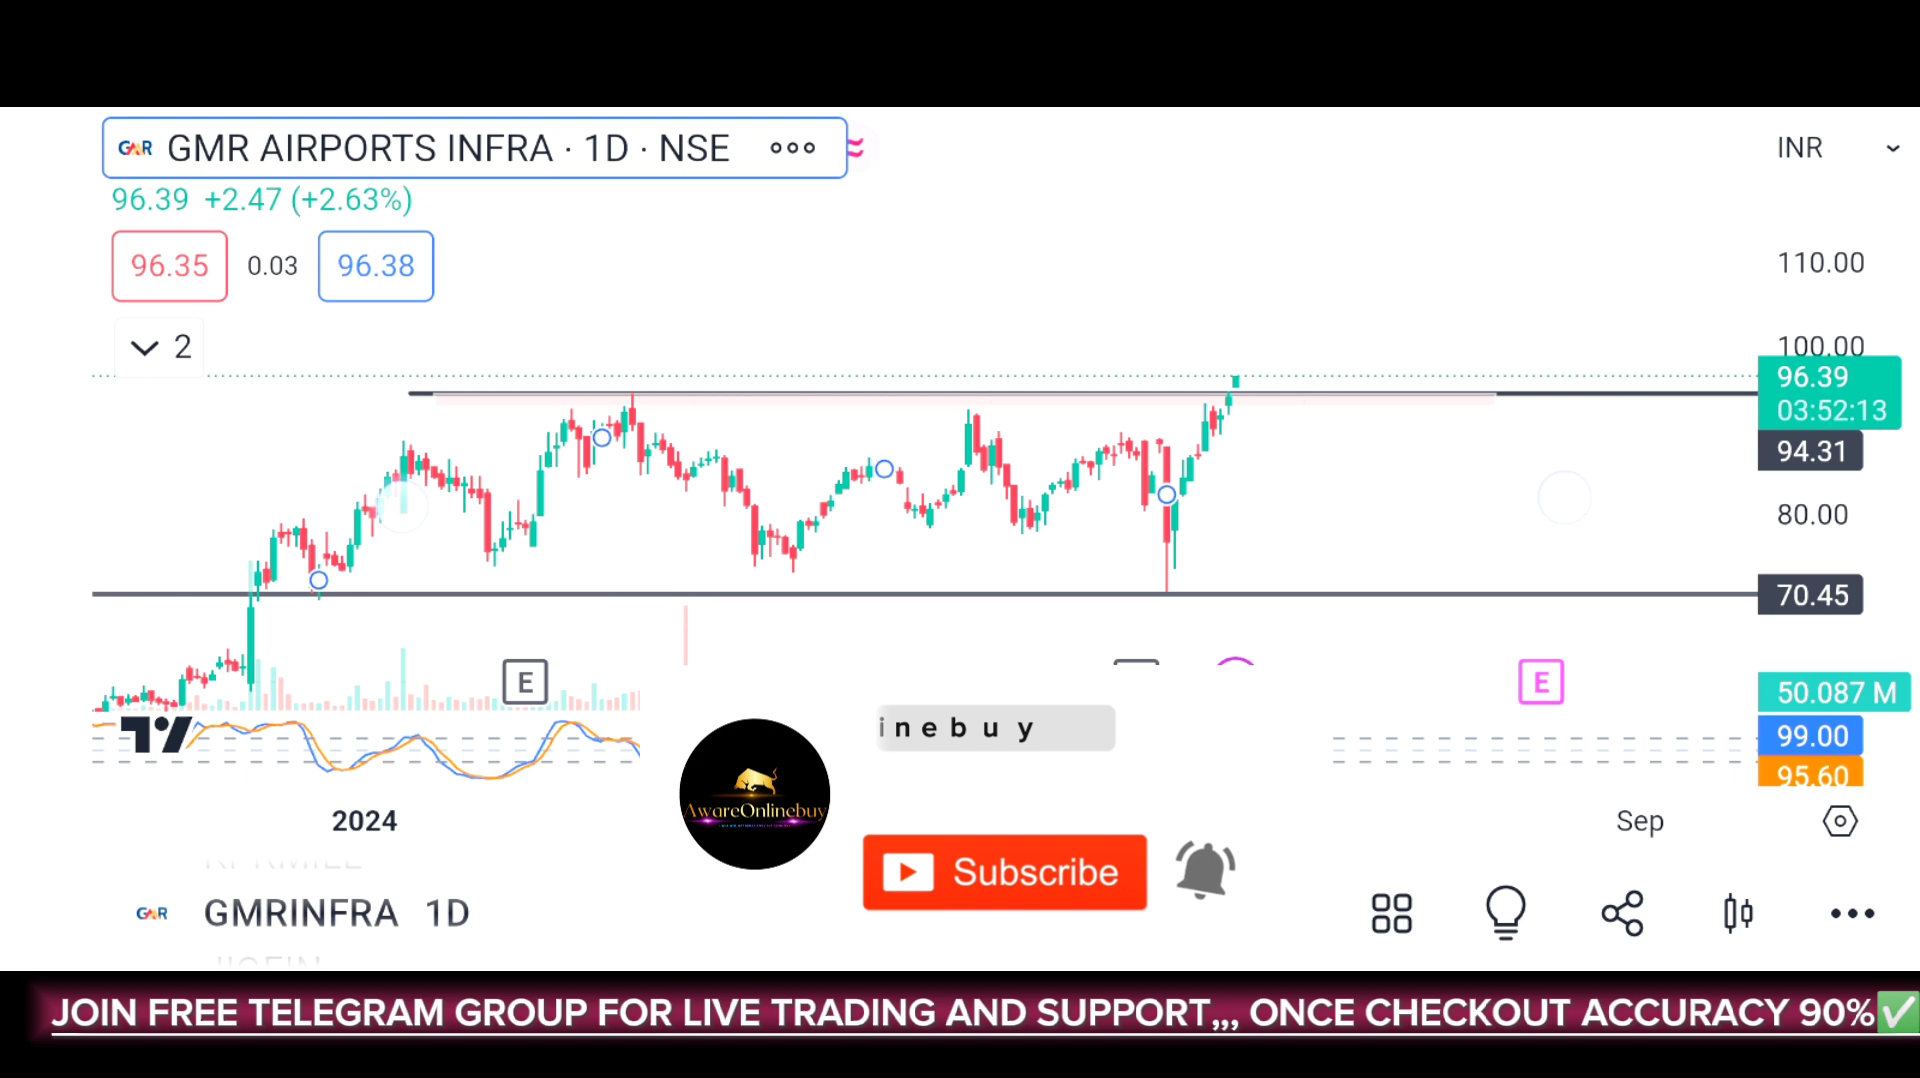 GMR GMR AIRPORTS INFRA · 1D · NSE
INR
96.39 +2.47 (+2.63%)
96.35 0.03 96.38
2
110.00
100.00
96.39
03:52:13
94.31
80.00
70.45
E
E
50.087 M
99.00
95.60
inebuy
AwareOnlinebuy
2024
Sep
Subscribe
GMR GMRINFRA 1D
JOIN FREE TELEGRAM GROUP FOR LIVE TRADING AND SUPPORT,,, ONCE CHECKOUT ACCURACY 90%✅